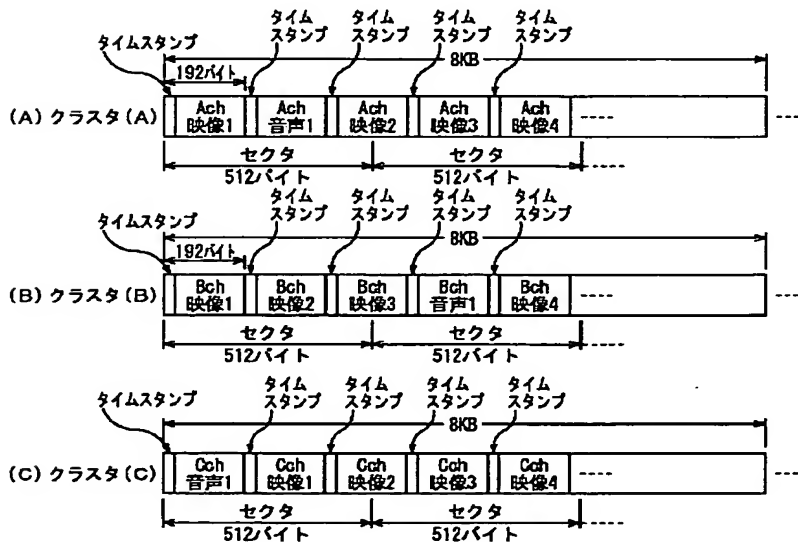 タイム
スタンプ
タイム
スタンプ
タイム
スタンプ
タイム
スタンプ
タイムスタンプ
8KB
192バイト
(A)クラスタ(A)
Ach
映像1
Ach
音声1
Ach
映像2
Ach
映像3
Ach
映像4
セクタ
512バイト
セクタ
512バイト
タイム
スタンプ
タイム
スタンプ
タイム
スタンプ
タイム
スタンプ
タイムスタンプ
8KB
192バイト
(B)クラスタ(B)
Bch
映像1
Bch
映像2
Bch
映像3
Bch
音声1
Bch
映像4
セクタ
512バイト
セクタ
512バイト
タイム
スタンプ
タイム
スタンプ
タイム
スタンプ
タイム
スタンプ
タイムスタンプ
8KB
(C)クラスタ(C)
Cch
音声1
Cch
映像1
Cch
映像2
Cch
映像3
Cch
映像4
セクタ
512バイト
セクタ
512バイト